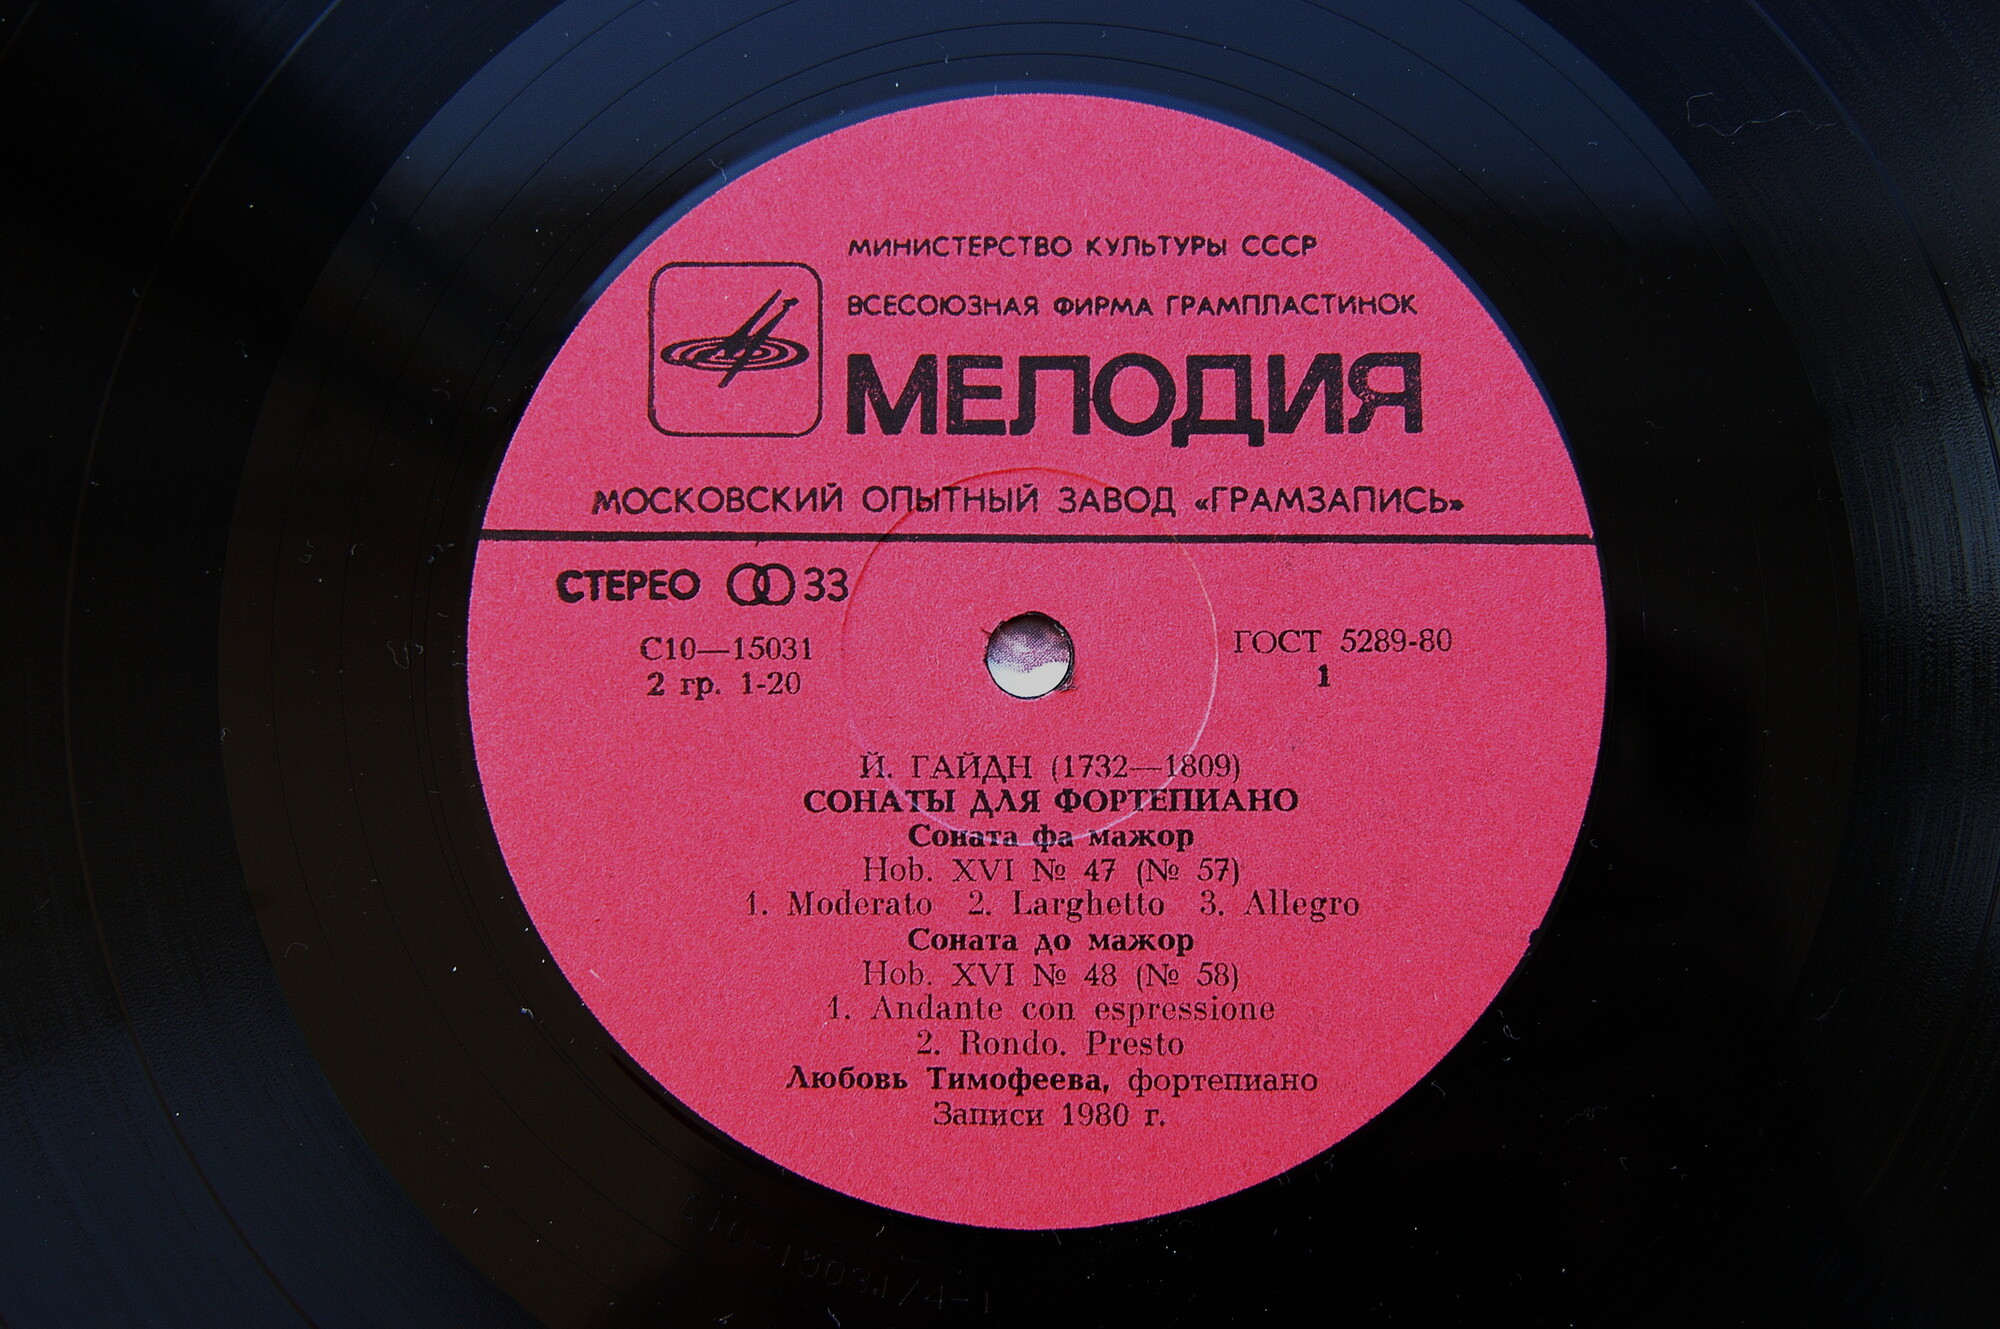 МИНИСТЕРСТВО КУЛЬТУРЫ СССР
ВСЕСОЮЗНАЯ ФИРМА ГРАМПЛАСТИНОК
МЕЛОДИЯ
МОСКОВСКИЙ ОПЫТНЫЙ ЗАВОД «ГРАМЗАПИСЬ»
СТЕРЕО 33
С10—15031
2 гр. 1-20
ГОСТ 5289-80
1
Й. ГАЙДН (1732—1809)
СОНАТЫ ДЛЯ ФОРТЕПИАНО
Соната фа мажор
Hob. XVI № 47 (№ 57)
1. Moderato 2. Larghetto 3. Allegro
Соната до мажор
Hob. XVI № 48 (№ 58)
1. Andante con espressione
2. Rondo. Presto
Любовь Тимофеева, фортепиано
Записи 1980 г.